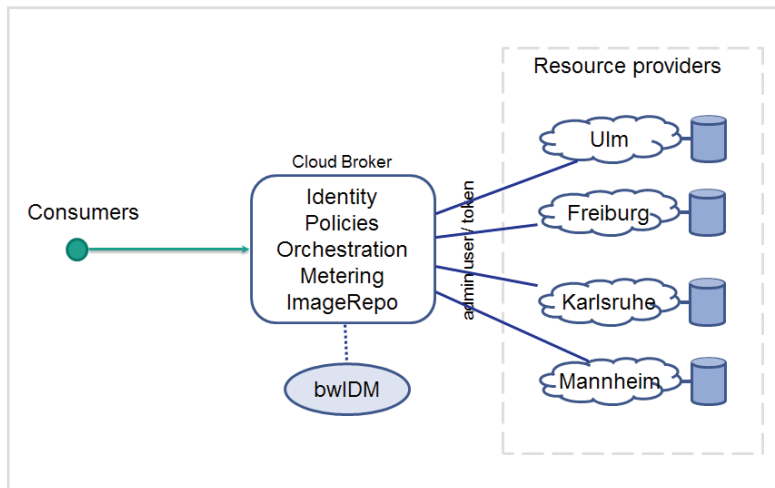 Resource providers
Ulm
Cloud Broker
Identity
Policies
Orchestration
Metering
ImageRepo
Consumers
admin user / token
Freiburg
Karlsruhe
Mannheim
bwIDM